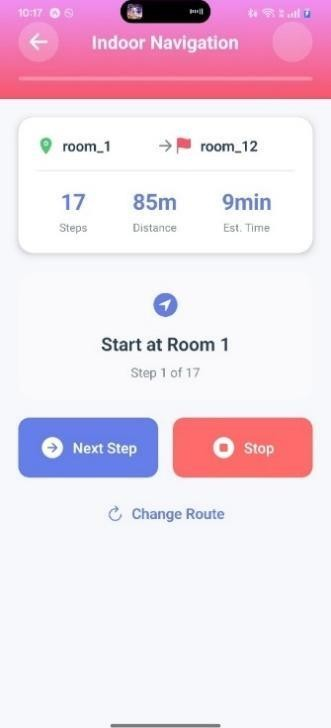 10:17
Indoor Navigation
room_1 room_12
17 85m 9min
Steps Distance Est. Time
Start at Room 1
Step 1 of 17
Next Step Stop
Change Route